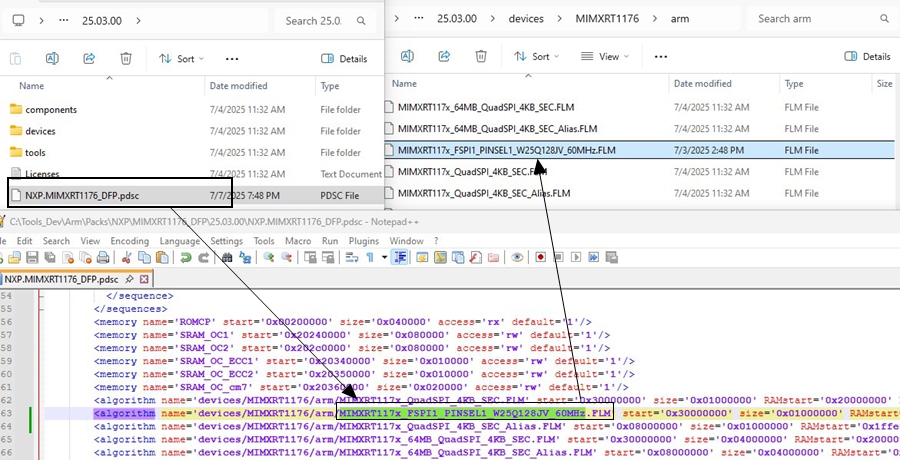 25.03.00
Search 25.0
Sort
Details
Name
Date modified
Type
components
7/4/2025 11:32 AM
File folder
devices
7/4/2025 11:32 AM
File folder
tools
7/4/2025 11:32 AM
File folder
Licenses
7/4/2025 11:32 AM
Text Document
NXP.MIMXRT1176_DFP.pdsc
7/7/2025 7:48 PM
PDSC File
25.03.00
devices
MIMXRT1176
arm
Search arm
Sort
View
Details
Name
Date modified
Type
Size
MIMXRT117x_64MB_QuadSPI_4KB_SEC.FLM
7/4/2025 11:32 AM
FLM File
MIMXRT117x_64MB_QuadSPI_4KB_SEC_Alias.FLM
7/4/2025 11:32 AM
FLM File
MIMXRT117x_FSPI1_PINSEL1_W25Q128JV_60MHz.FLM
7/3/2025 2:48 PM
FLM File
MIMXRT117x_QuadSPI_4KB_SEC.FLM
7/4/2025 11:32 AM
FLM File
MIMXRT117x_QuadSPI_4KB_SEC_Alias.FLM
7/4/2025 11:32 AM
FLM File
C:\Tools_Dev\Arm\Packs\NXP\MIMXRT1176_DFP\25.03.00\NXP.MIMXRT1176_DFP.pdsc - Notepad++
Edit Search View Encoding Language Settings Tools Macro Run Plugins Window ?
NXP.MIMXRT1176_DFP.pdsc
54 </sequence>
55 </sequences>
56 <memory name='ROMCP' start='0x00200000' size='0x040000' access='rx' default='1'/>
57 <memory name='SRAM_OC1' start='0x20240000' size='0x080000' access='rw' default='1'/>
58 <memory name='SRAM_OC2' start='0x202c0000' size='0x080000' access='rw' default='1'/>
59 <memory name='SRAM_OC_ECC1' start='0x20340000' size='0x010000' access='rw' default='1'/>
60 <memory name='SRAM_OC_ECC2' start='0x20350000' size='0x010000' access='rw' default='1'/>
61 <memory name='SRAM_OC_cm7' start='0x20360000' size='0x020000' access='rw' default='1'/>
62 <algorithm name='devices/MIMXRT1176/arm/MIMXRT117x_QuadSPI_4KB_SEC.FLM' start='0x30000000' size='0x01000000' RAMstart='0x20000000'
63 <algorithm name='devices/MIMXRT1176/arm/MIMXRT117x_FSPI1_PINSEL1_W25Q128JV_60MHz.FLM start='0x30000000' size='0x01000000' RAMstart
64 <algorithm name='devices/MIMXRT1176/arm/MIMXRT117x_QuadSPI_4KB_SEC_Alias.FLM' start='0x08000000' size='0x01000000' RAMstart='0x1ffe
65 <algorithm name='devices/MIMXRT1176/arm/MIMXRT117x_64MB_QuadSPI_4KB_SEC.FLM' start='0x30000000' size='0x04000000' RAMstart='0x20000
66 <algorithm name='devices/MIMXRT1176/arm/MIMXRT117x_64MB_QuadSPI_4KB_SEC_Alias.FLM' start='0x08000000' size='0x04000000' RAMstart='0